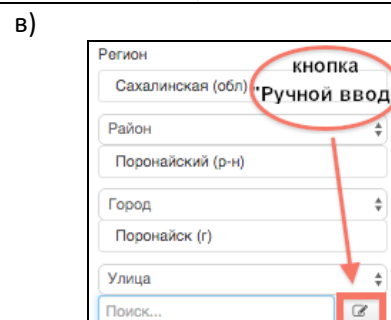 в)
Регион
кнопка
Сахалинская (обл)
"Ручной ввод
Район
Поронайский (р-н)
Город
Поронайск (г)
Улица
Поиск...